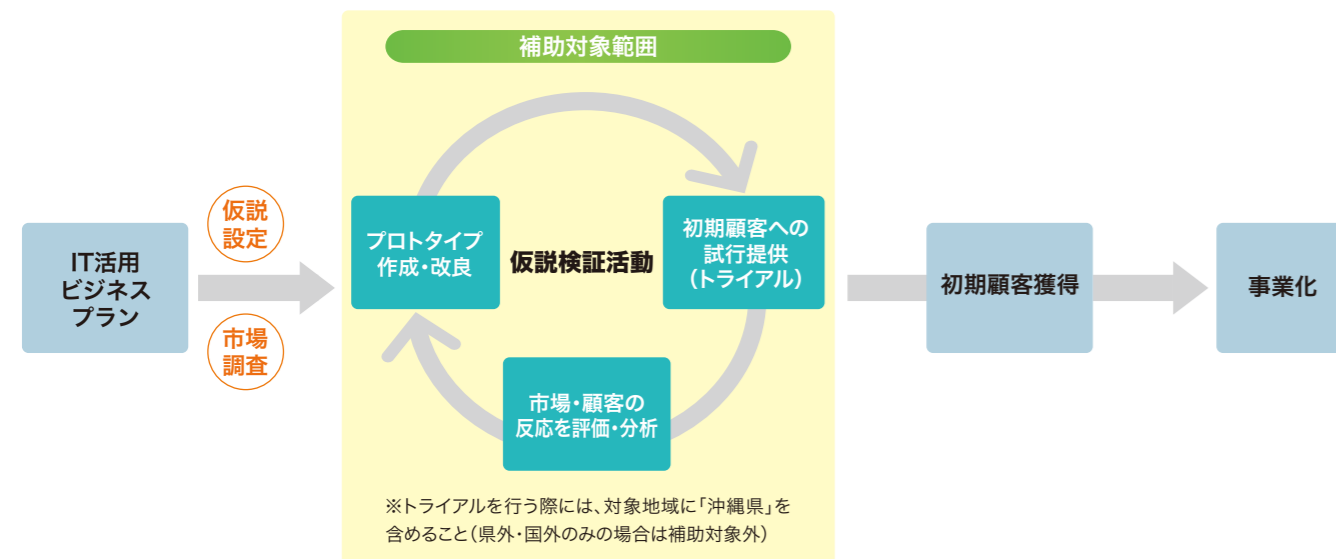 補助対象範囲
IT活用
ビジネス
プラン
仮説
設定
市場
調査
プロトタイプ
作成・改良
仮説検証活動
初期顧客への
試行提供
（トライアル）
市場・顧客の
反応を評価・分析
※トライアルを行う際には、対象地域に「沖縄県」を
含めること（県外・国外のみの場合は補助対象外）
初期顧客獲得
事業化